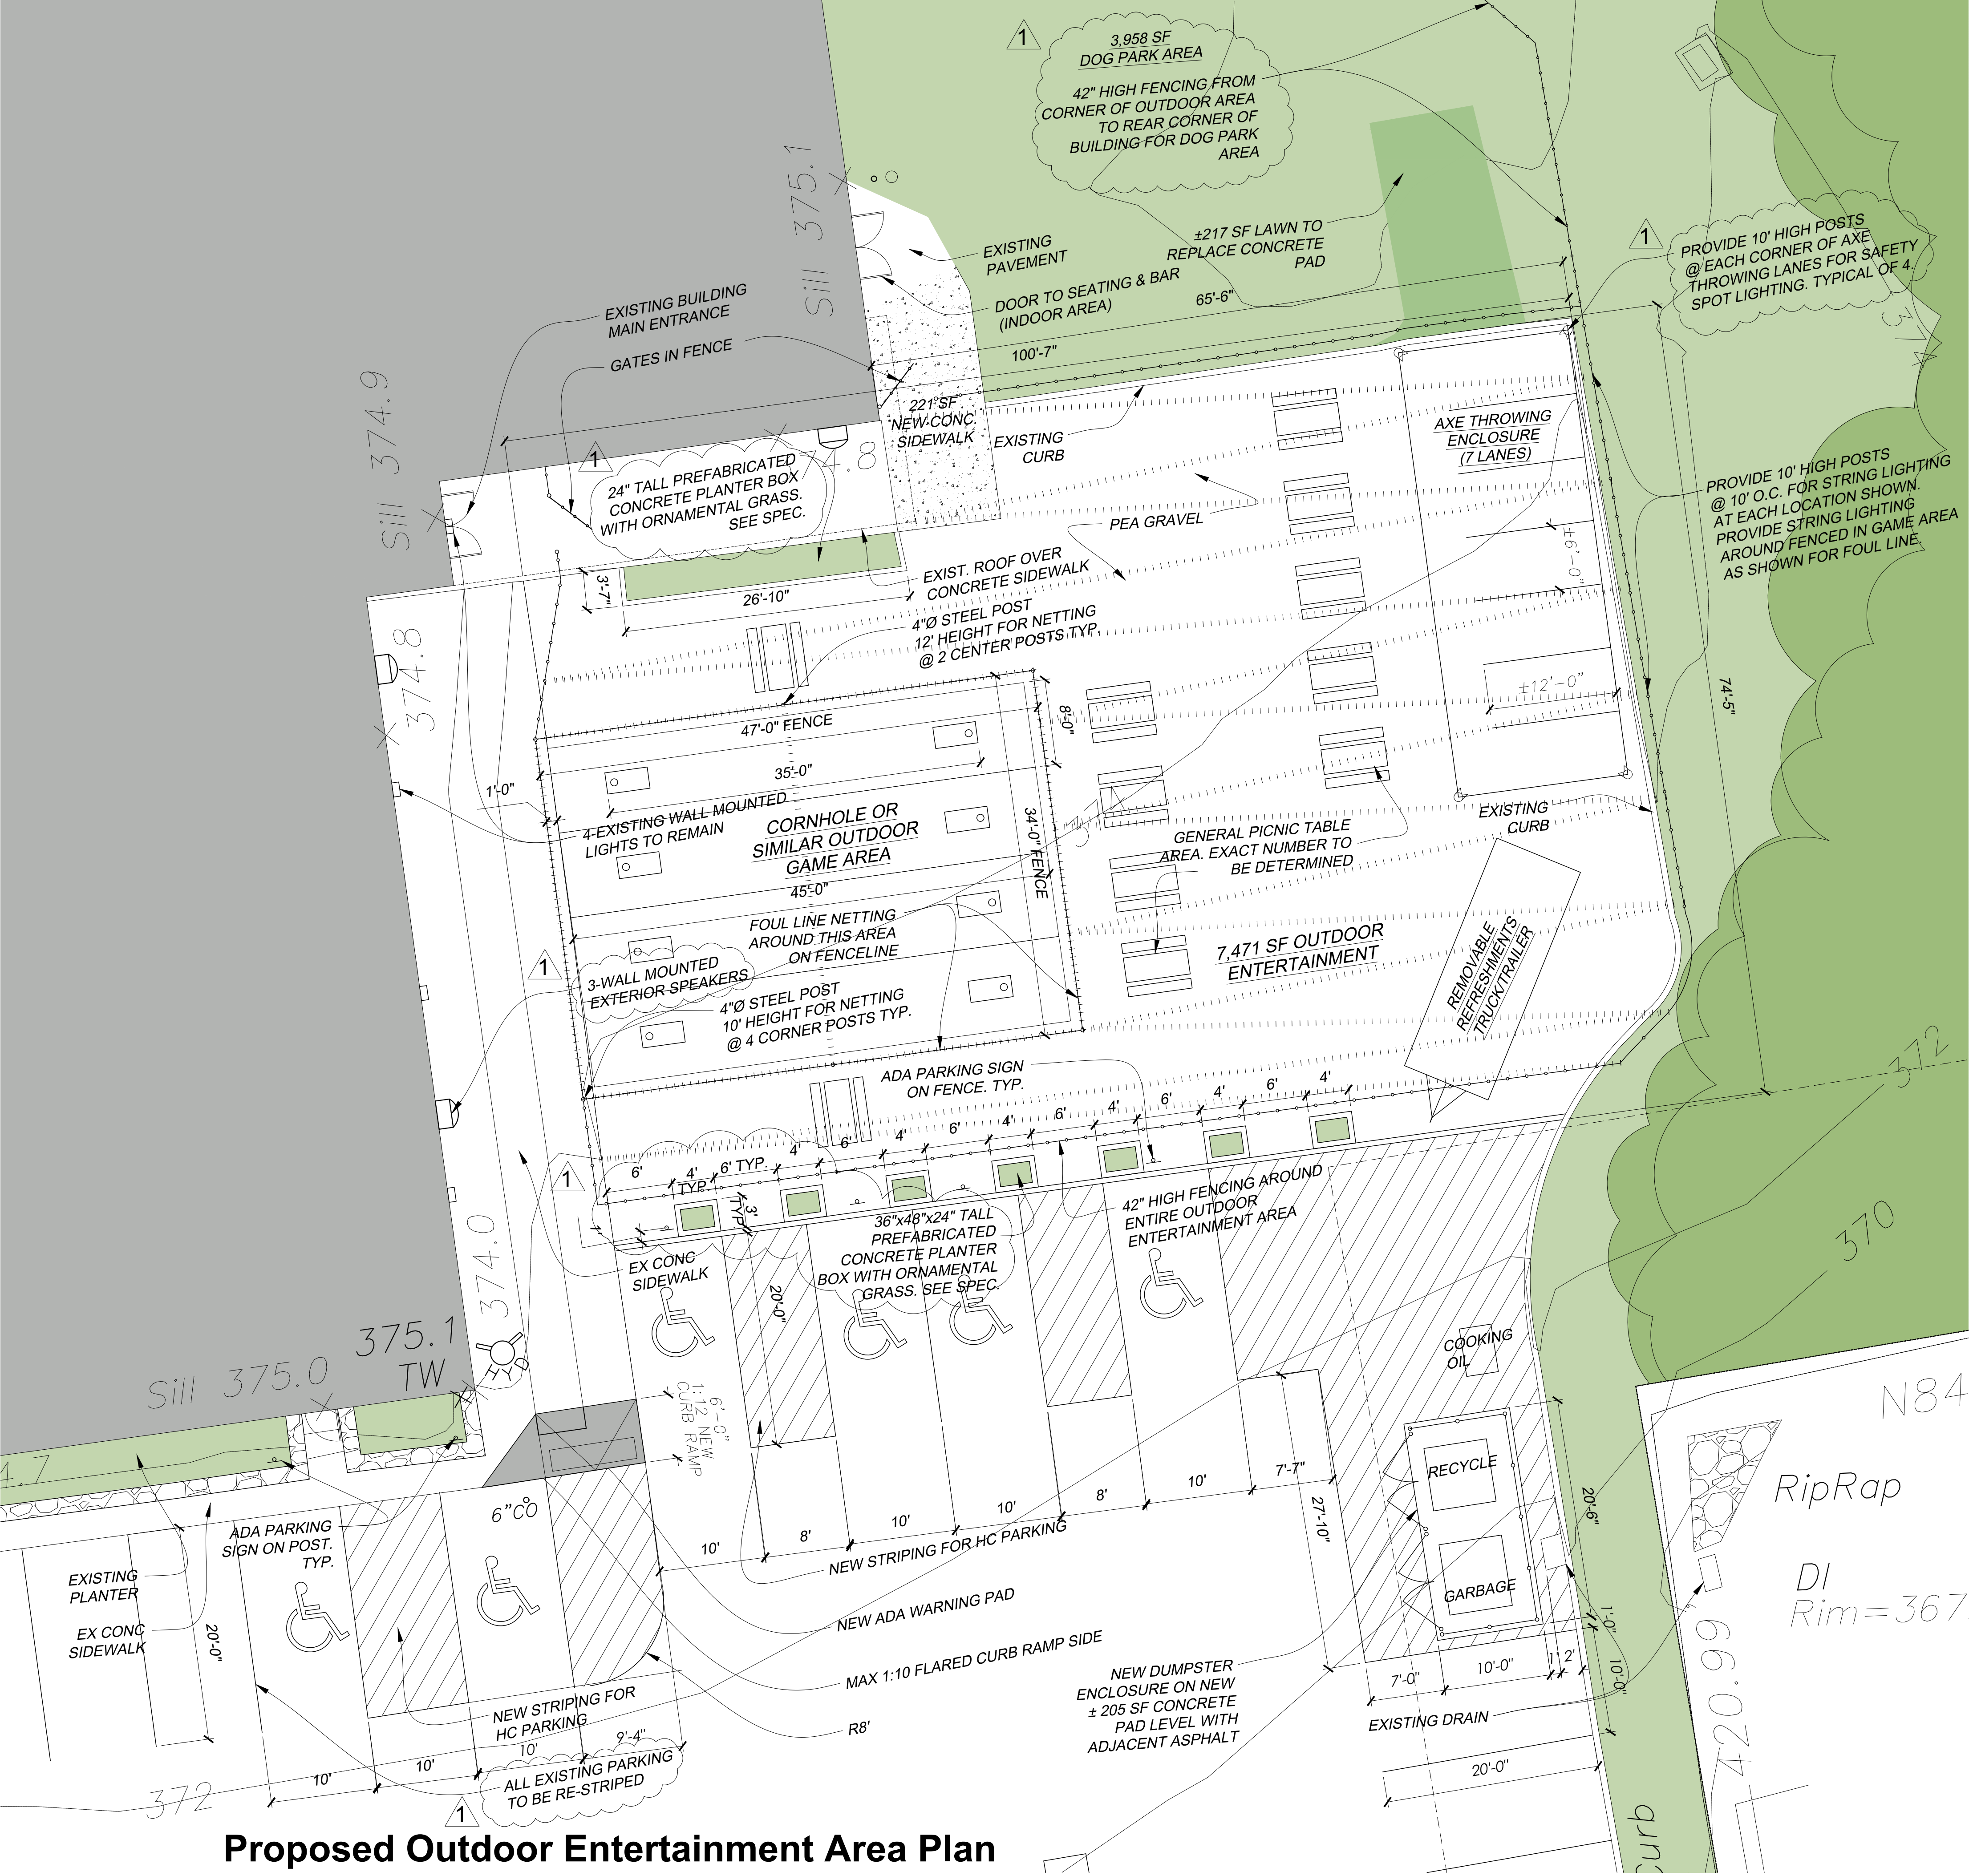 1
3,958 SF
DOG PARK AREA
42" HIGH FENCING FROM
CORNER OF OUTDOOR AREA
TO REAR CORNER OF
BUILDING FOR DOG PARK
AREA
Sill 375.1
EXISTING
PAVEMENT
±217 SF LAWN TO
REPLACE CONCRETE
PAD
1
PROVIDE 10' HIGH POSTS
@ EACH CORNER OF AXE
THROWING LANES FOR SAFETY
SPOT LIGHTING. TYPICAL OF 4.
374
DOOR TO SEATING & BAR
(INDOOR AREA)
65'-6"
100'-7"
EXISTING BUILDING
MAIN ENTRANCE
GATES IN FENCE
Sill 374.9
221 SF
NEW CONC.
SIDEWALK
EXISTING
CURB
AXE THROWING
ENCLOSURE
(7 LANES)
1
24" TALL PREFABRICATED
CONCRETE PLANTER BOX
WITH ORNAMENTAL GRASS.
SEE SPEC.
PROVIDE 10' HIGH POSTS
@ 10' O.C. FOR STRING LIGHTING
AT EACH LOCATION SHOWN.
PROVIDE STRING LIGHTING
AROUND FENCED IN GAME AREA
AS SHOWN FOR FOUL LINE.
PEA GRAVEL
±6'-0"
EXIST. ROOF OVER
CONCRETE SIDEWALK
3'-7"
26'-10"
4"Ø STEEL POST
12' HEIGHT FOR NETTING
@ 2 CENTER POSTS TYP.
374.8
±12'-0"
74'-5"
47'-0" FENCE
8'-0"
35'-0"
1'-0"
4-EXISTING WALL MOUNTED
LIGHTS TO REMAIN
CORNHOLE OR
SIMILAR OUTDOOR
GAME AREA
34'-0" FENCE
45'-0"
GENERAL PICNIC TABLE
AREA. EXACT NUMBER TO
BE DETERMINED
EXISTING
CURB
FOUL LINE NETTING
AROUND THIS AREA
ON FENCELINE
7,471 SF OUTDOOR
ENTERTAINMENT
REMOVABLE
REFRESHMENTS
TRUCK/TRAILER
1
3-WALL MOUNTED
EXTERIOR SPEAKERS
4"Ø STEEL POST
10' HEIGHT FOR NETTING
@ 4 CORNER POSTS TYP.
ADA PARKING SIGN
ON FENCE. TYP.
372
1
6'
4'
TYP.
6' TYP.
4'
6'
4'
6'
4'
6'
4'
6'
4'
6'
4'
3'
TYP.
1'
36"x48"x24" TALL
PREFABRICATED
CONCRETE PLANTER
BOX WITH ORNAMENTAL
GRASS. SEE SPEC.
42" HIGH FENCING AROUND
ENTIRE OUTDOOR
ENTERTAINMENT AREA
370
374.0
EX CONC
SIDEWALK
20'-0"
375.1
TW
Sill 375.0
6'-0"
1:12 NEW
CURB RAMP
COOKING
OIL
N84
4.7
RECYCLE
GARBAGE
20'-6"
RipRap
DI
Rim=367.
7'-7"
27'-10"
10'
8'
10'
10'
8'
10'
6"CO
ADA PARKING
SIGN ON POST.
TYP.
NEW STRIPING FOR HC PARKING
EXISTING
PLANTER
EX CONC
SIDEWALK
20'-0"
NEW ADA WARNING PAD
MAX 1:10 FLARED CURB RAMP SIDE
1'-0"
10'-0"
7'-0"
10'-0"
1'
2'
420.99
NEW DUMPSTER
ENCLOSURE ON NEW
± 205 SF CONCRETE
PAD LEVEL WITH
ADJACENT ASPHALT
EXISTING DRAIN
NEW STRIPING FOR
HC PARKING
R8'
20'-0"
10'
10'
10'
9'-4"
372
1
ALL EXISTING PARKING
TO BE RE-STRIPED
Curb
Proposed Outdoor Entertainment Area Plan